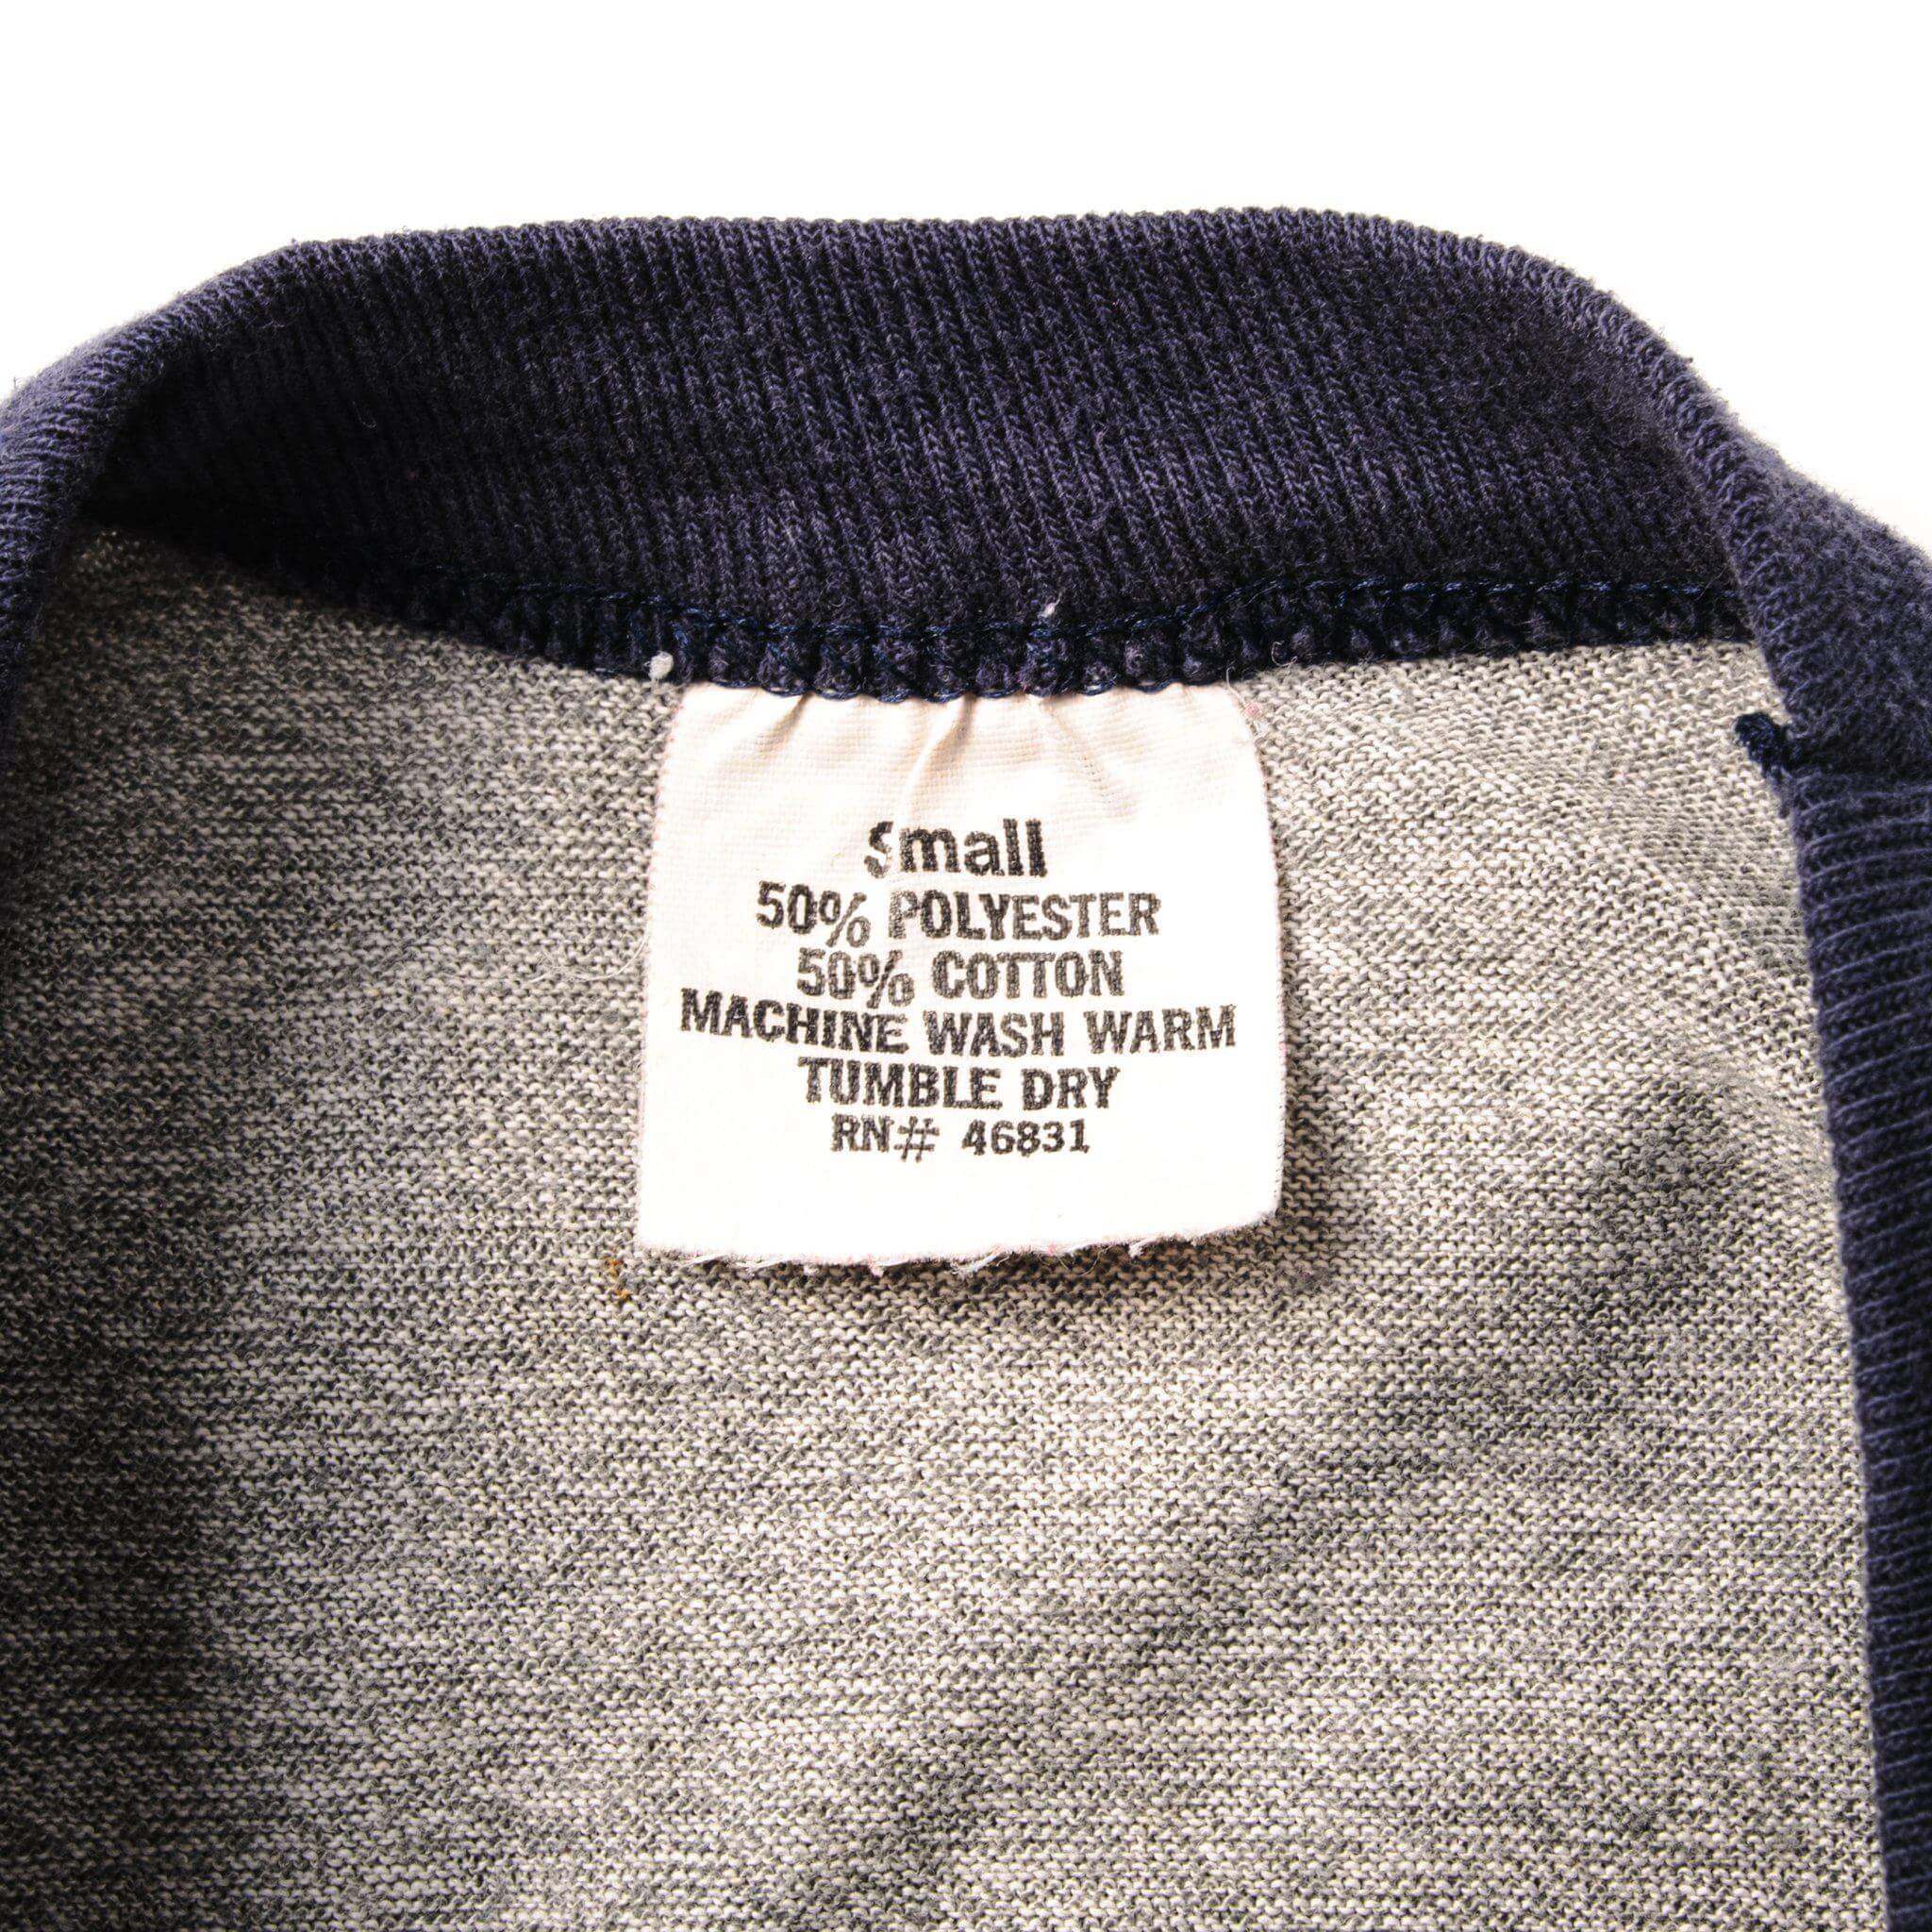 Small
50% POLYESTER
50% COTTON
MACHINE WASH WARM
TUMBLE DRY
RN# 46831